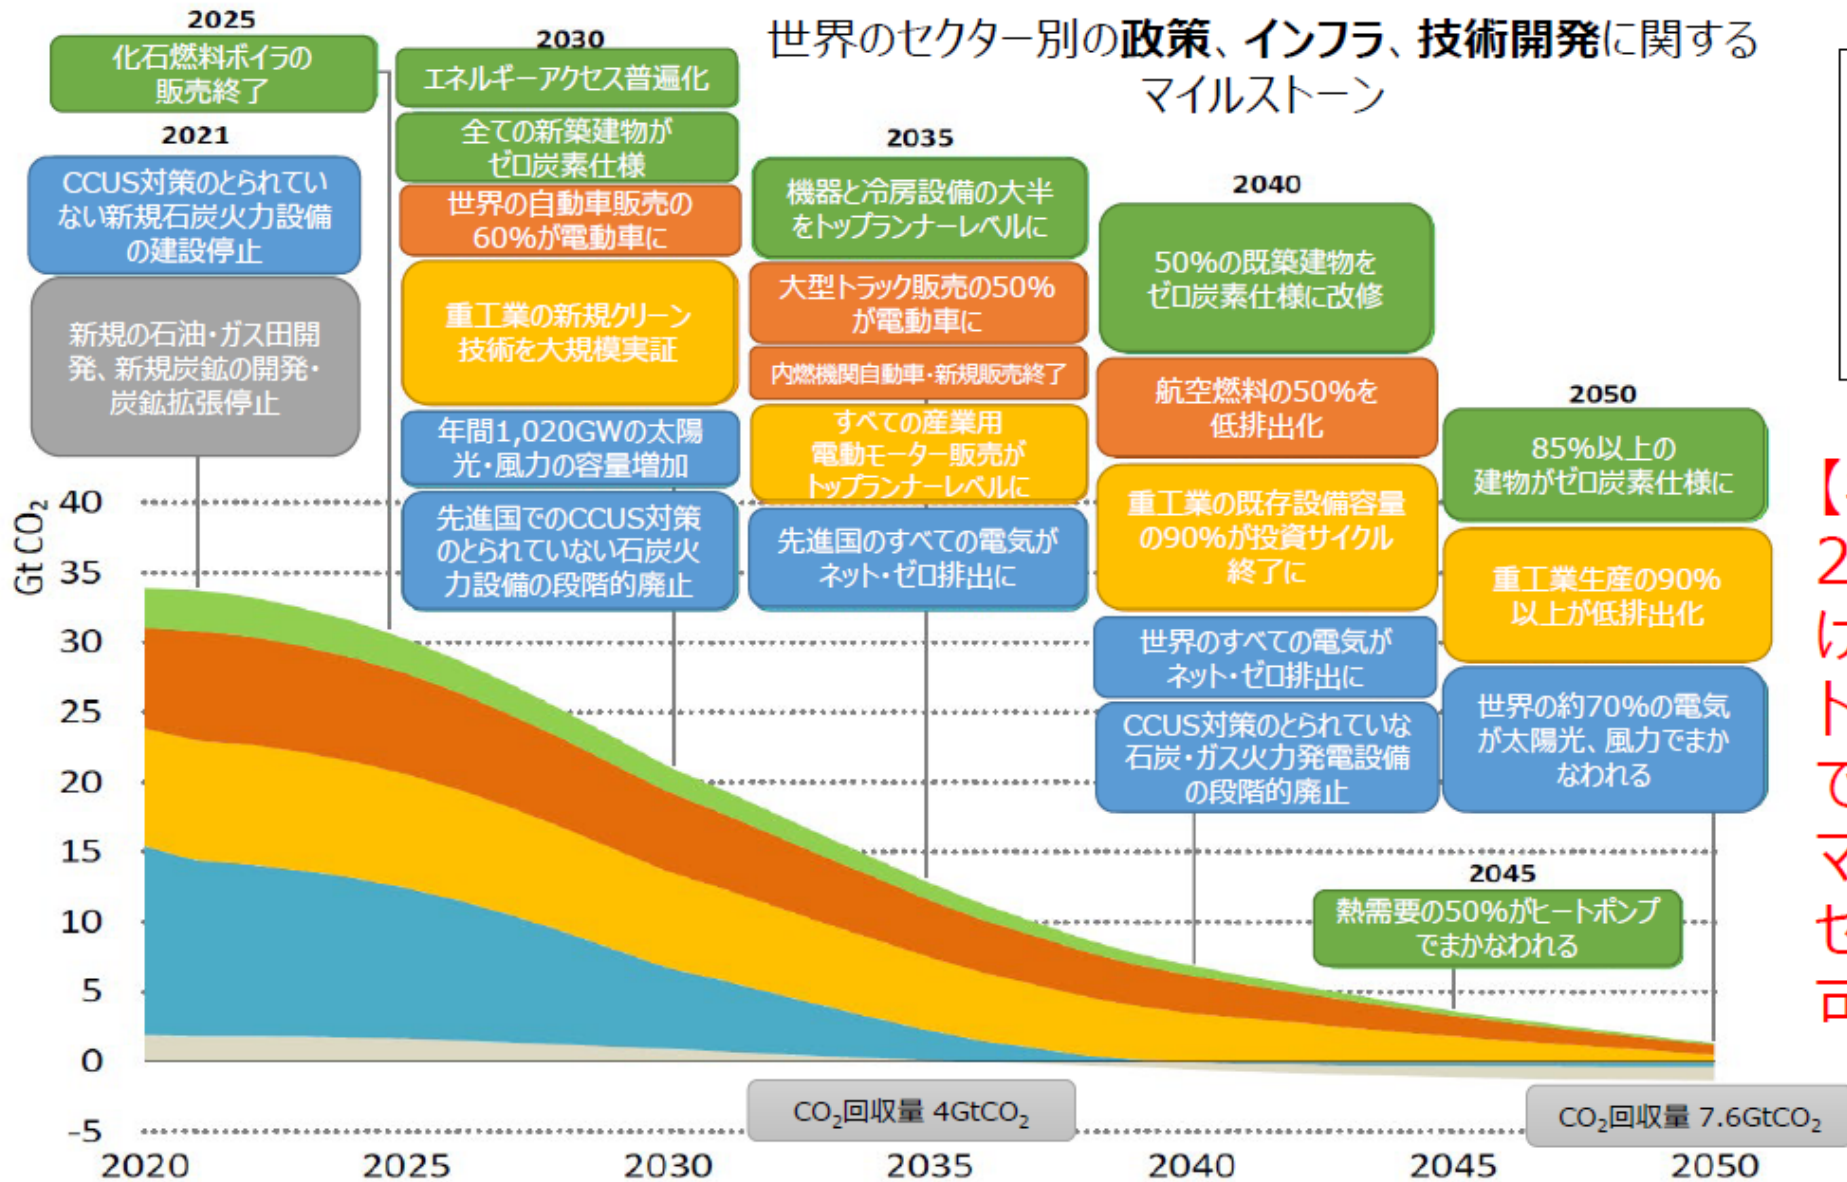 世界のセクター別の政策、インフラ、技術開発に関する
マイルストーン
2025
化石燃料ボイラの
販売終了
2021
CCUS対策のとられてい
ない新規石炭火力設備
の建設停止
新規の石油・ガス田開
発、新規炭鉱の開発・
炭鉱拡張停止
2030
エネルギーアクセス普遍化
全ての新築建物が
ゼロ炭素仕様
世界の自動車販売の
60%が電動車に
重工業の新規クリーン
技術を大規模実証
年間1,020GWの太陽
光・風力の容量増加
先進国でのCCUS対策
のとられていない石炭火
力設備の段階的廃止
2035
機器と冷房設備の大半
をトップランナーレベルに
大型トラック販売の50%
が電動車に
内燃機関自動車・新規販売終了
すべての産業用
電動モーター販売が
トップランナーレベルに
先進国のすべての電気が
ネット・ゼロ排出に
2040
50%の既築建物を
ゼロ炭素仕様に改修
航空燃料の50%を
低排出化
重工業の既存設備容量
の90%が投資サイクル
終了に
世界のすべての電気が
ネット・ゼロ排出に
CCUS対策のとられていな
石炭・ガス火力発電設備
の段階的廃止
2045
熱需要の50%がヒートポンプ
でまかなわれる
2050
85%以上の
建物がゼロ炭素仕様に
重工業生産の90%
以上が低排出化
世界の約70%の電気
が太陽光、風力でまか
なわれる
Gt CO₂
40
35
30
25
20
15
10
5
0
-5
CO₂回収量 4GtCO₂
CO₂回収量 7.6GtCO₂
2020
2025
2030
2035
2040
2045
2050
【
2
け
ト
で
マ
セ